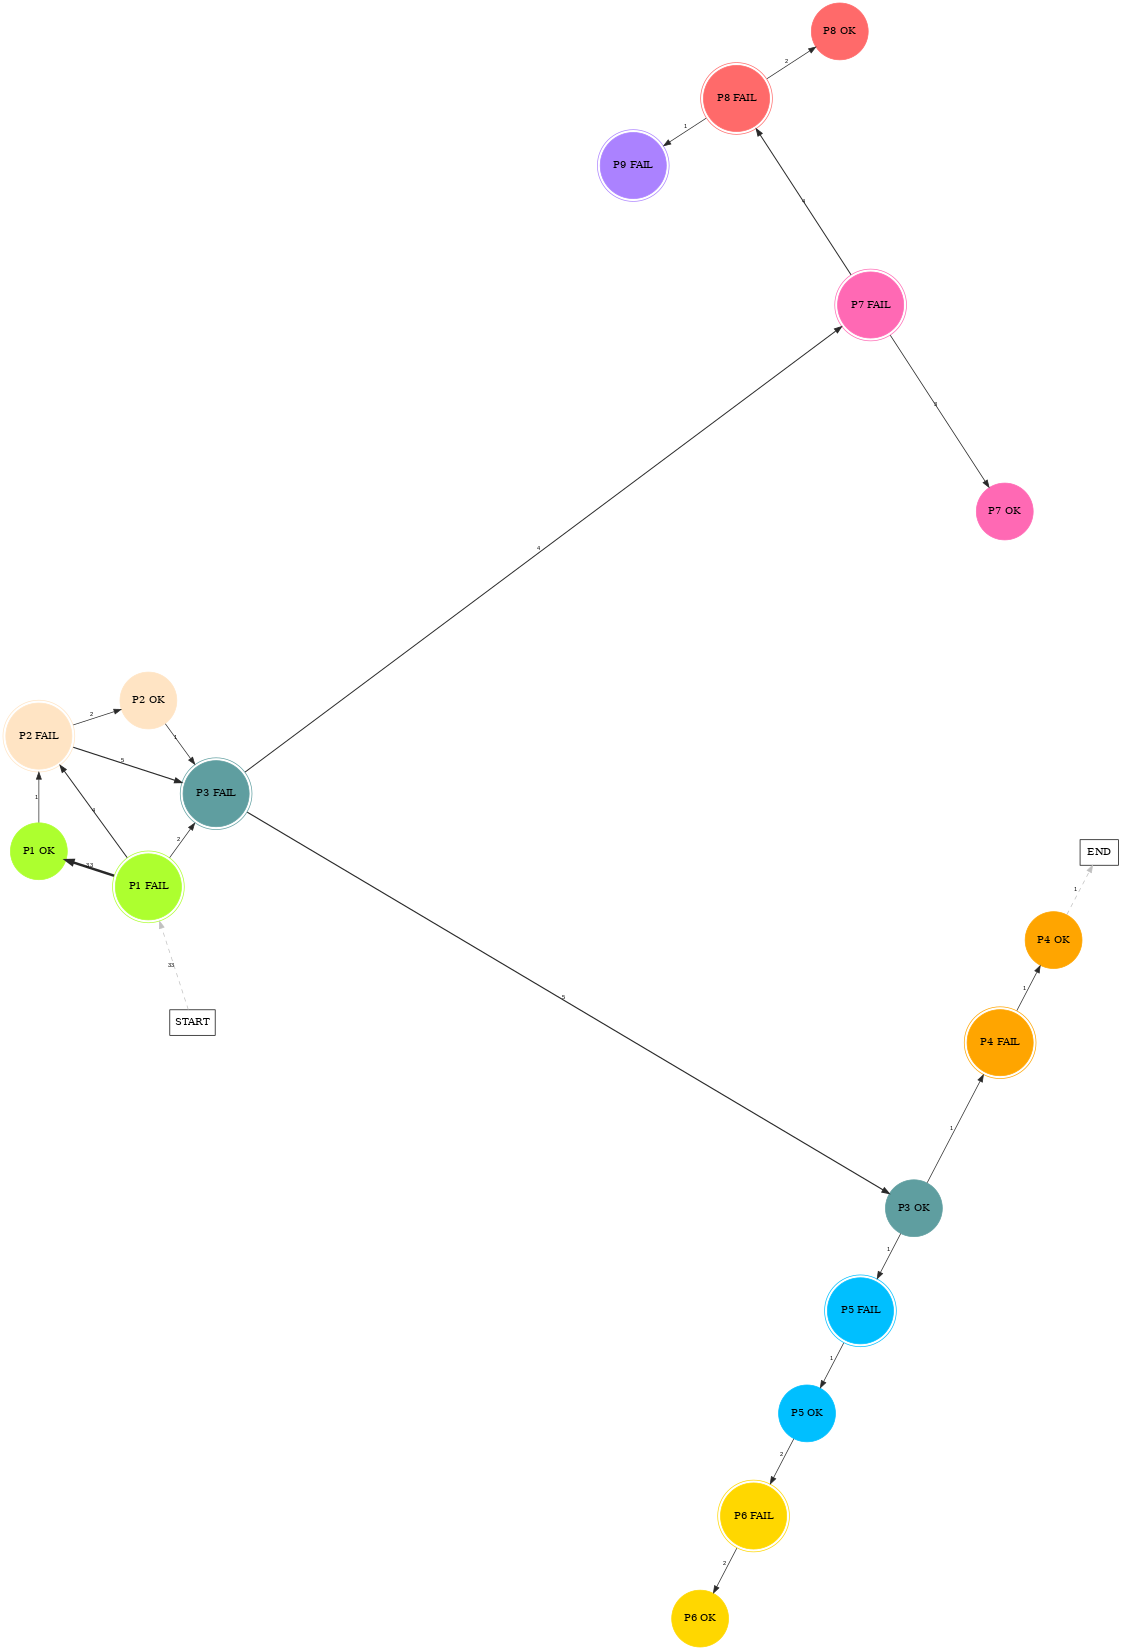 P8 OK
2
P8 FAIL
1
P9 FAIL
4
P7 FAIL
3
P7 OK
4
P2 OK
2
P2 FAIL
1
5
P3 FAIL
1
4
2
P1 OK
33
P1 FAIL
END
1
P4 OK
33
1
5
START
P4 FAIL
1
P3 OK
1
P5 FAIL
1
P5 OK
2
P6 FAIL
2
P6 OK